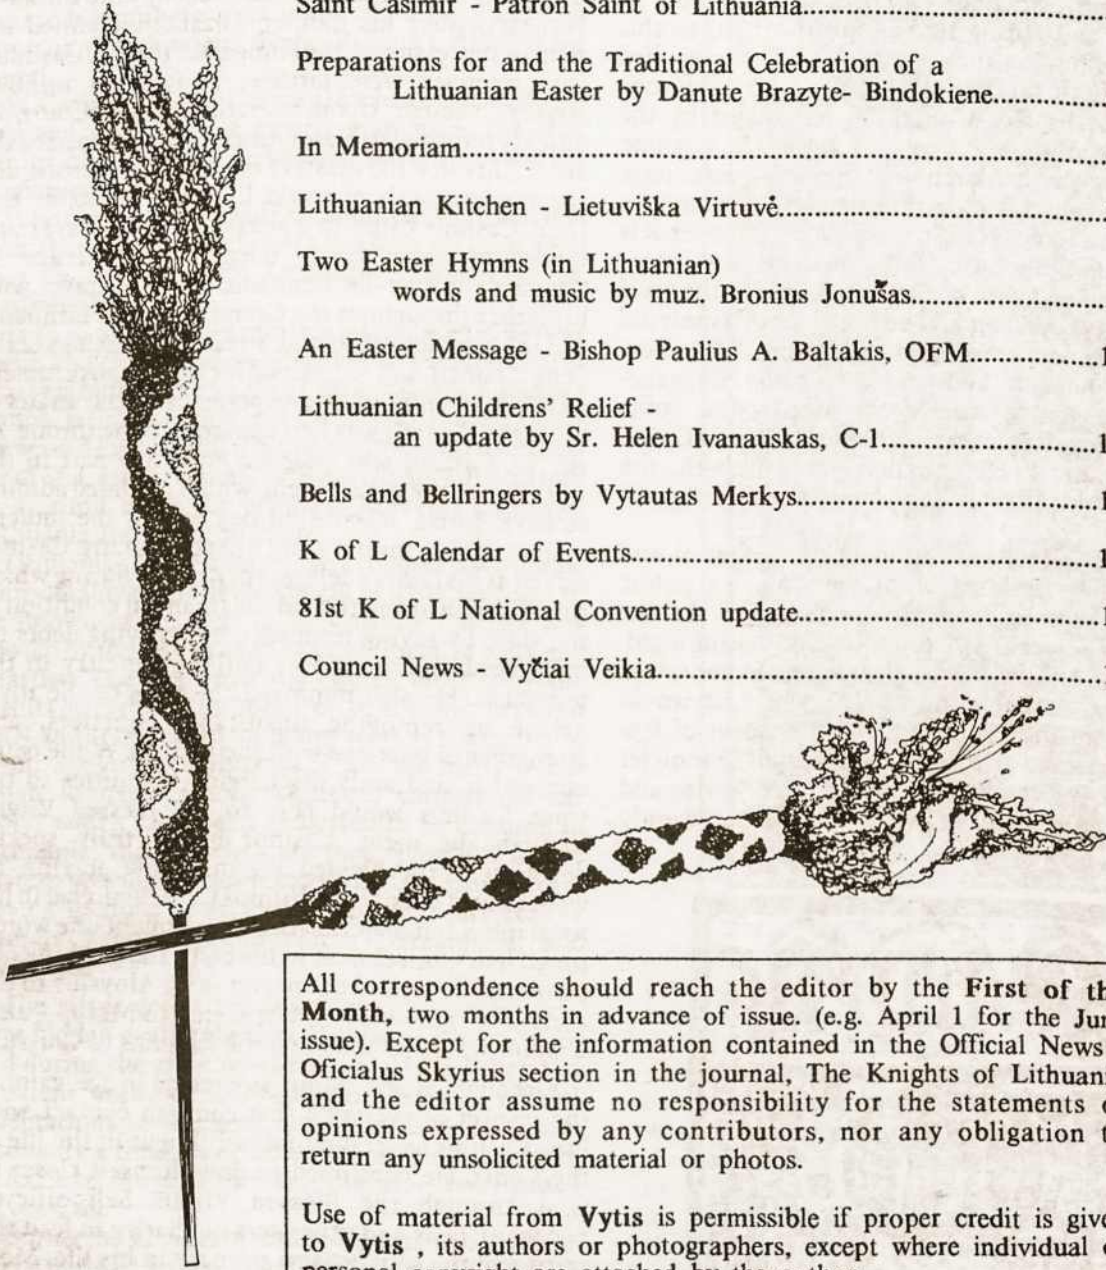 Saint Casimir - Patron Saint of Lithuania
Preparations for and the Traditional Celebration of a
Lithuanian Easter by Danute Brazyte- Bindokiene
In Memoriam
Lithuanian Kitchen - Lietuviška Virtuvė
Two Easter Hymns (in Lithuanian)
words and music by muz. Bronius Jonušas
An Easter Message - Bishop Paulius A. Baltakis, OFM
Lithuanian Childrens' Relief -
an update by Sr. Helen Ivanauskas, C-1
Bells and Bellringers by Vytautas Merkys
K of L Calendar of Events
81st K of L National Convention update
Council News - Vyčiai Veikia
All correspondence should reach the editor by the First of
Month, two months in advance of issue. (e.g. April 1 for the
issue). Except for the information contained in the Official News
Oficialus Skyrius section in the journal, The Knights of
and the editor assume no responsibility for the statements
opinions expressed by any contributors, nor any obligation
return any unsolicited material or photos.
Use of material from Vytis is permissible if proper credit is
to Vytis , its authors or photographers, except where individual